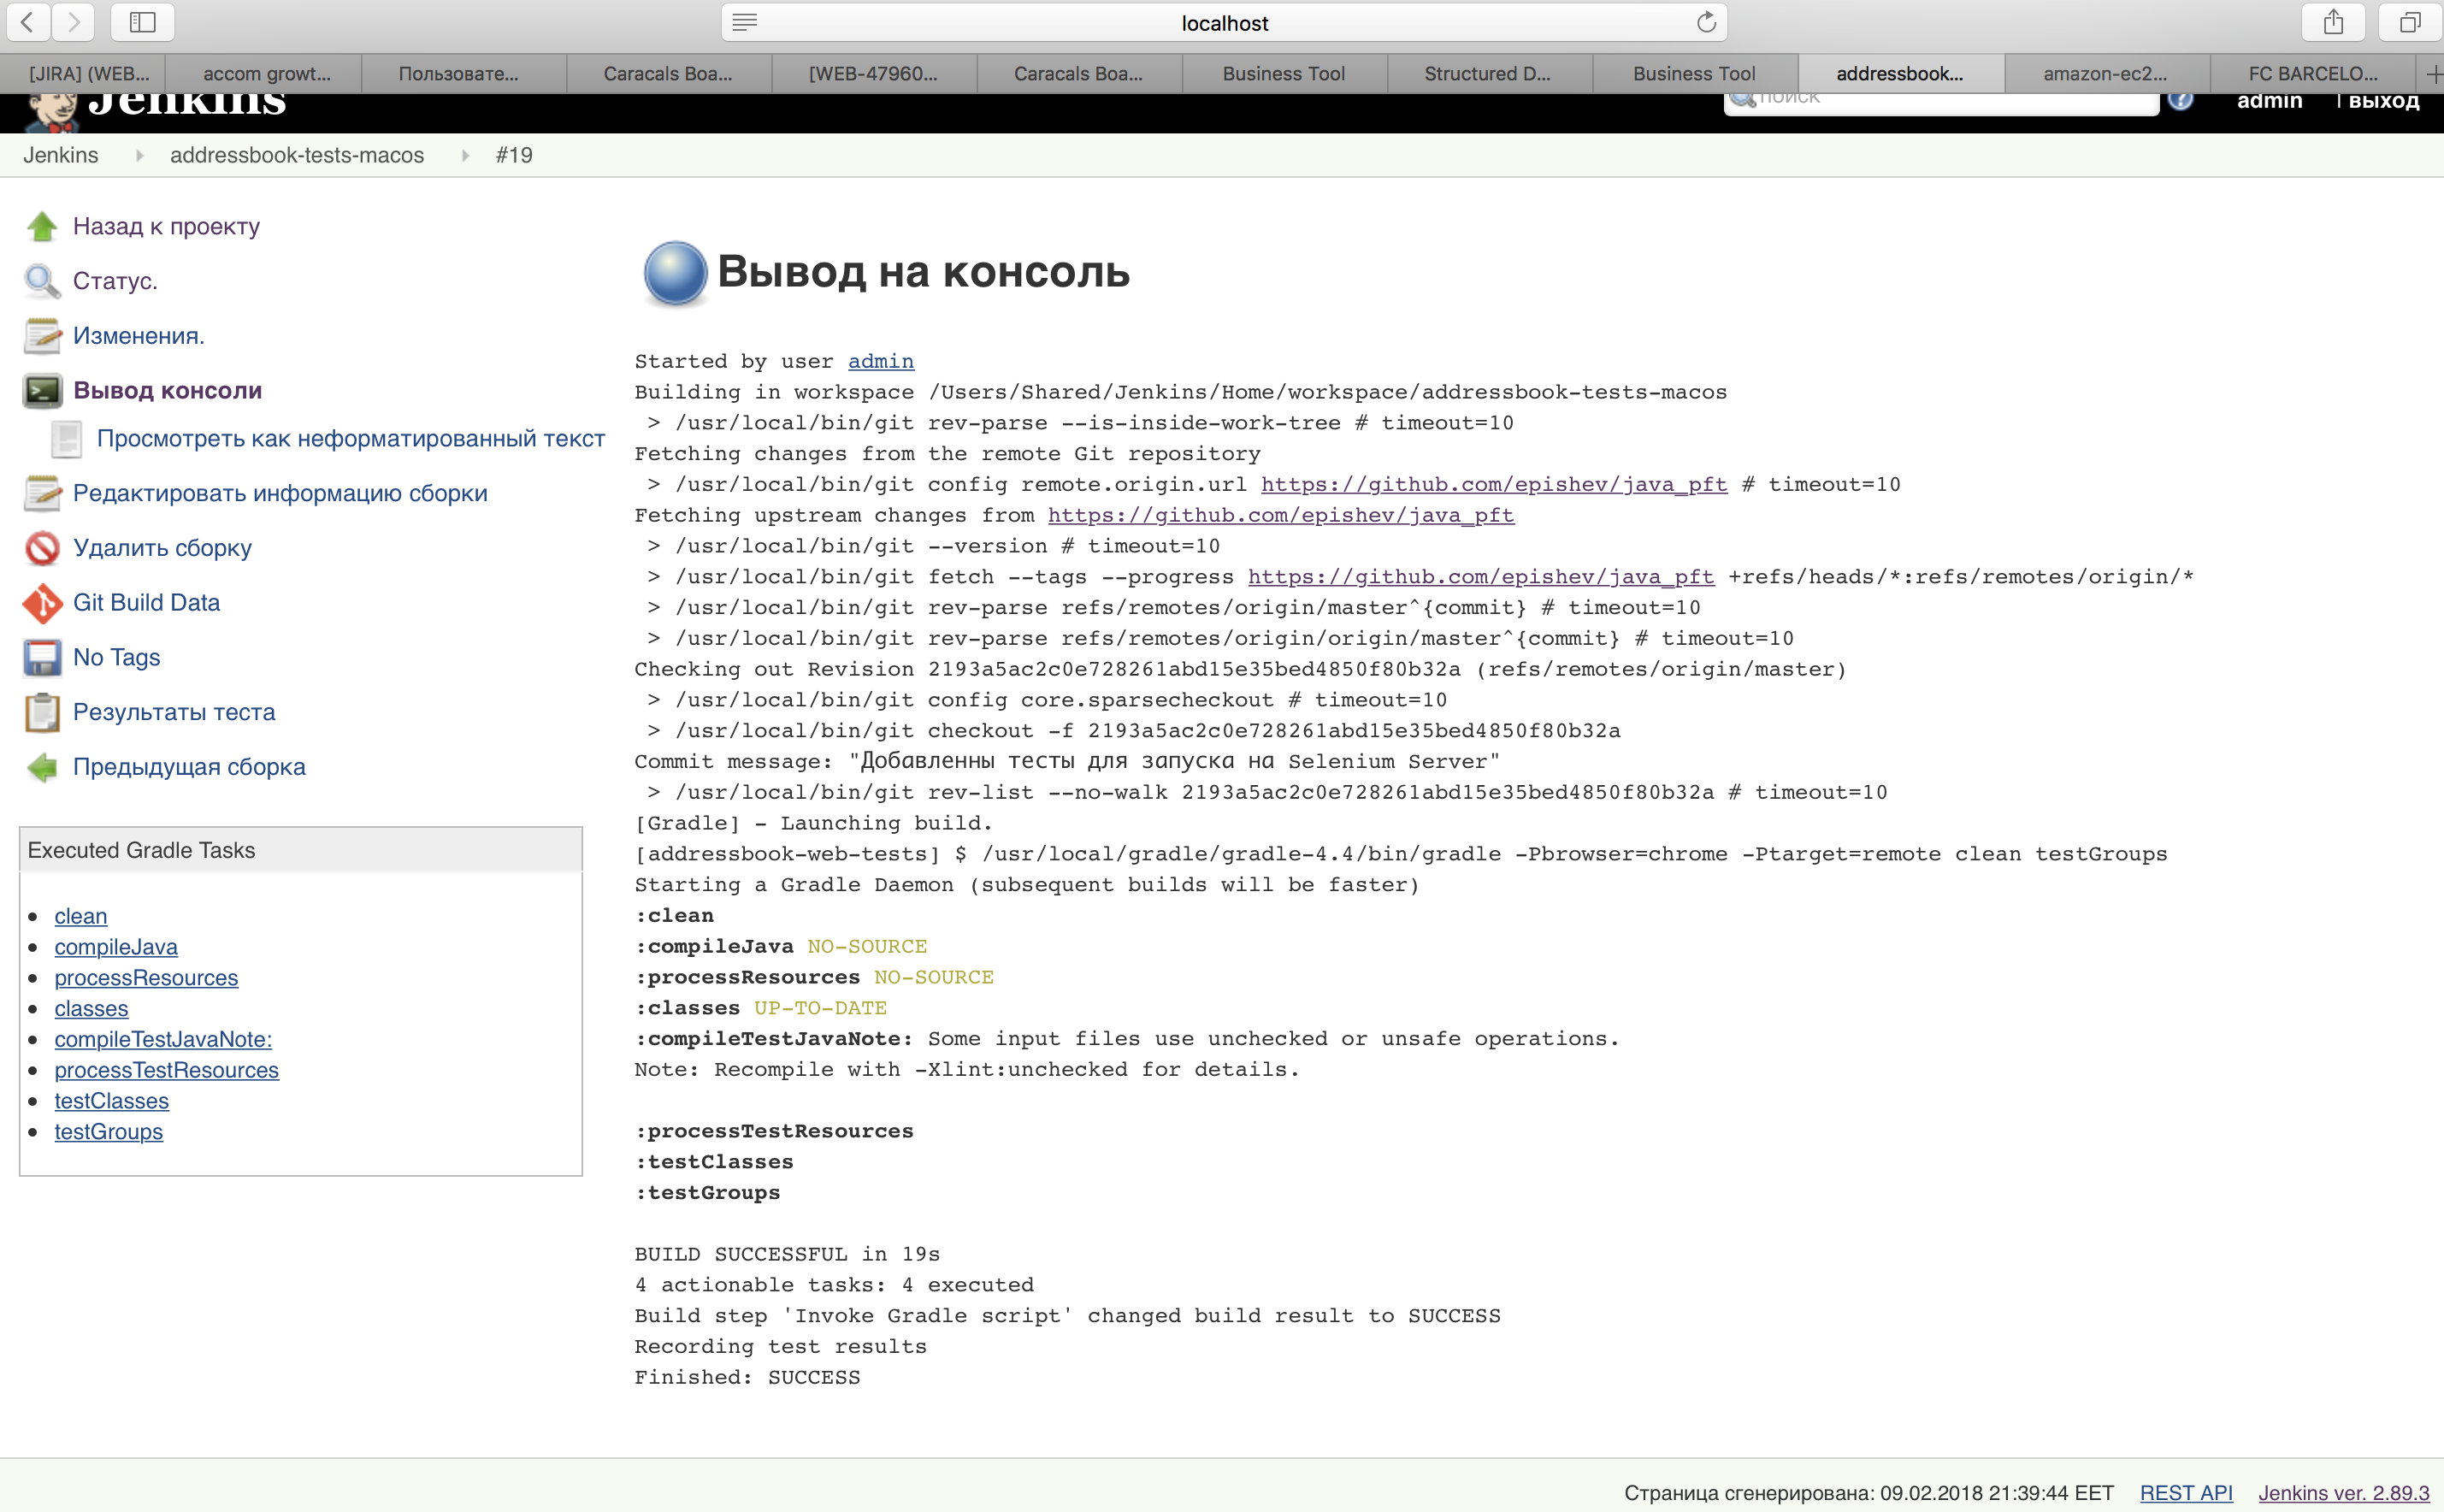 localhost
[JIRA] (WEB...
accom growt...
Пользовате...
Caracals Boa...
[WEB-47960...
Caracals Boa...
Business Tool
Structured D...
Business Tool
addressbook...
amazon-ec2...
FC BARCELO...
Jenkins
поиск
admin
| выход
Jenkins
addressbook-tests-macos
#19
Назад к проекту
Статус.
Изменения.
Вывод консоли
Просмотреть как неформатированный текст
Редактировать информацию сборки
Удалить сборку
Git Build Data
No Tags
Результаты теста
Предыдущая сборка
Executed Gradle Tasks
clean
compileJava
processResources
classes
compileTestJavaNote:
processTestResources
testClasses
testGroups
Вывод на консоль
Started by user admin
Building in workspace /Users/Shared/Jenkins/Home/workspace/addressbook-tests-macos
> /usr/local/bin/git rev-parse --is-inside-work-tree # timeout=10
Fetching changes from the remote Git repository
> /usr/local/bin/git config remote.origin.url https://github.com/epishev/java_pft # timeout=10
Fetching upstream changes from https://github.com/epishev/java_pft
> /usr/local/bin/git --version # timeout=10
> /usr/local/bin/git fetch --tags --progress https://github.com/epishev/java_pft +refs/heads/*:refs/remotes/origin/*
> /usr/local/bin/git rev-parse refs/remotes/origin/master^{commit} # timeout=10
> /usr/local/bin/git rev-parse refs/remotes/origin/origin/master^{commit} # timeout=10
Checking out Revision 2193a5ac2c0e728261abd15e35bed4850f80b32a (refs/remotes/origin/master)
> /usr/local/bin/git config core.sparsecheckout # timeout=10
> /usr/local/bin/git checkout -f 2193a5ac2c0e728261abd15e35bed4850f80b32a
Commit message: "Добавленны тесты для запуска на Selenium Server"
> /usr/local/bin/git rev-list --no-walk 2193a5ac2c0e728261abd15e35bed4850f80b32a # timeout=10
[Gradle] - Launching build.
[addressbook-web-tests] $ /usr/local/gradle/gradle-4.4/bin/gradle -Pbrowser=chrome -Ptarget=remote clean testGroups
Starting a Gradle Daemon (subsequent builds will be faster)
:clean
:compileJava NO-SOURCE
:processResources NO-SOURCE
:classes UP-TO-DATE
:compileTestJavaNote: Some input files use unchecked or unsafe operations.
Note: Recompile with -Xlint:unchecked for details.
:processTestResources
:testClasses
:testGroups
BUILD SUCCESSFUL in 19s
4 actionable tasks: 4 executed
Build step 'Invoke Gradle script' changed build result to SUCCESS
Recording test results
Finished: SUCCESS
Страница сгенерирована: 09.02.2018 21:39:44 EET
REST API
Jenkins ver. 2.89.3